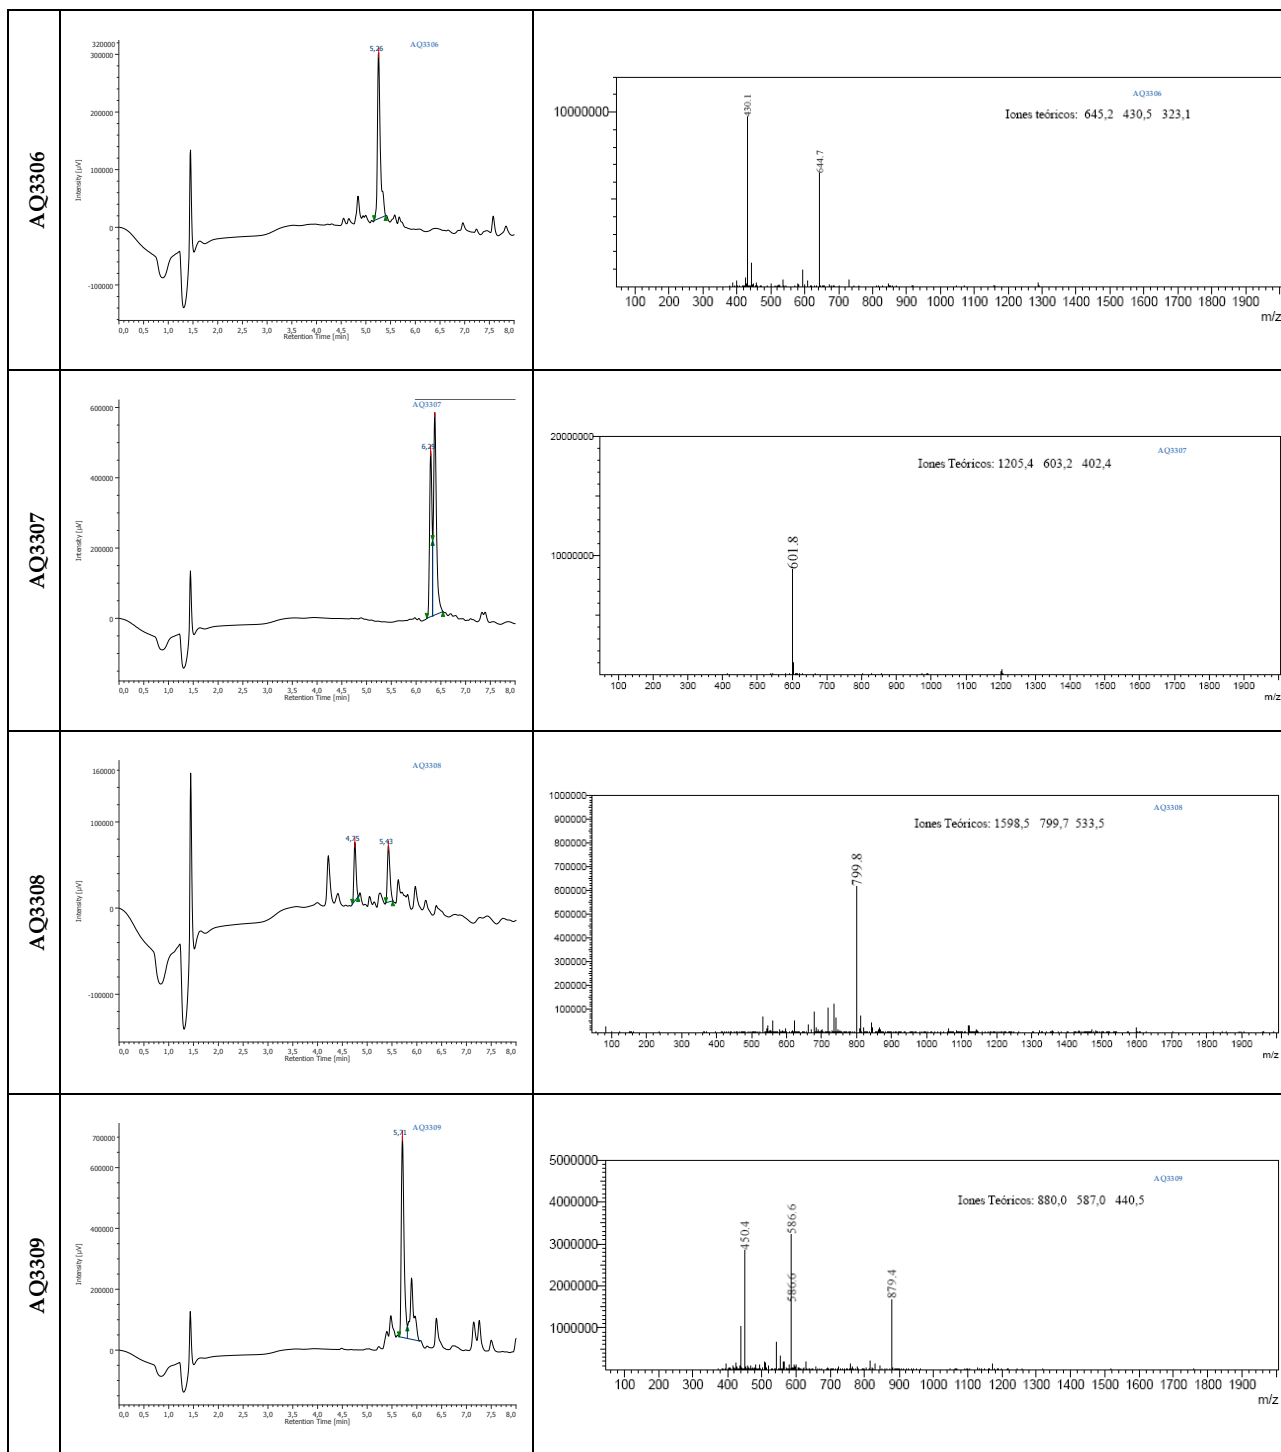 AQ3306
AQ3306
320000
300000
200000
100000
0
-100000
Intensity [µV]
5,26
0,0 0,5 1,0 1,5 2,0 2,5 3,0 3,5 4,0 4,5 5,0 5,5 6,0 6,5 7,0 7,5 8,0
Retention Time [min]
AQ3306
Iones teóricos: 645,2 430,5 323,1
10000000
430.1
644.7
100 200 300 400 500 600 700 800 900 1000 1100 1200 1300 1400 1500 1600 1700 1800 1900
m/z
AQ3307
AQ3307
600000
400000
200000
0
Intensity [µV]
0,0 0,5 1,0 1,5 2,0 2,5 3,0 3,5 4,0 4,5 5,0 5,5 6,0 6,5 7,0 7,5 8,0
Retention Time [min]
AQ3307
Iones Teóricos: 1205,4 603,2 402,4
20000000
10000000
601.8
100 200 300 400 500 600 700 800 900 1000 1100 1200 1300 1400 1500 1600 1700 1800 1900
m/z
AQ3308
AQ3308
160000
100000
0
-100000
Intensity [µV]
4,75
5,43
0,0 0,5 1,0 1,5 2,0 2,5 3,0 3,5 4,0 4,5 5,0 5,5 6,0 6,5 7,0 7,5 8,0
Retention Time [min]
AQ3308
Iones Teóricos: 1598,5 799,7 533,5
1000000
900000
800000
700000
600000
500000
400000
300000
200000
100000
799.8
100 200 300 400 500 600 700 800 900 1000 1100 1200 1300 1400 1500 1600 1700 1800 1900
m/z
AQ3309
AQ3309
700000
600000
400000
200000
0
Intensity [µV]
5,71
0,0 0,5 1,0 1,5 2,0 2,5 3,0 3,5 4,0 4,5 5,0 5,5 6,0 6,5 7,0 7,5 8,0
Retention Time [min]
AQ3309
Iones Teóricos: 880,0 587,0 440,5
5000000
4000000
3000000
2000000
1000000
450.4
586.6
586.6
879.4
100 200 300 400 500 600 700 800 900 1000 1100 1200 1300 1400 1500 1600 1700 1800 1900
m/z